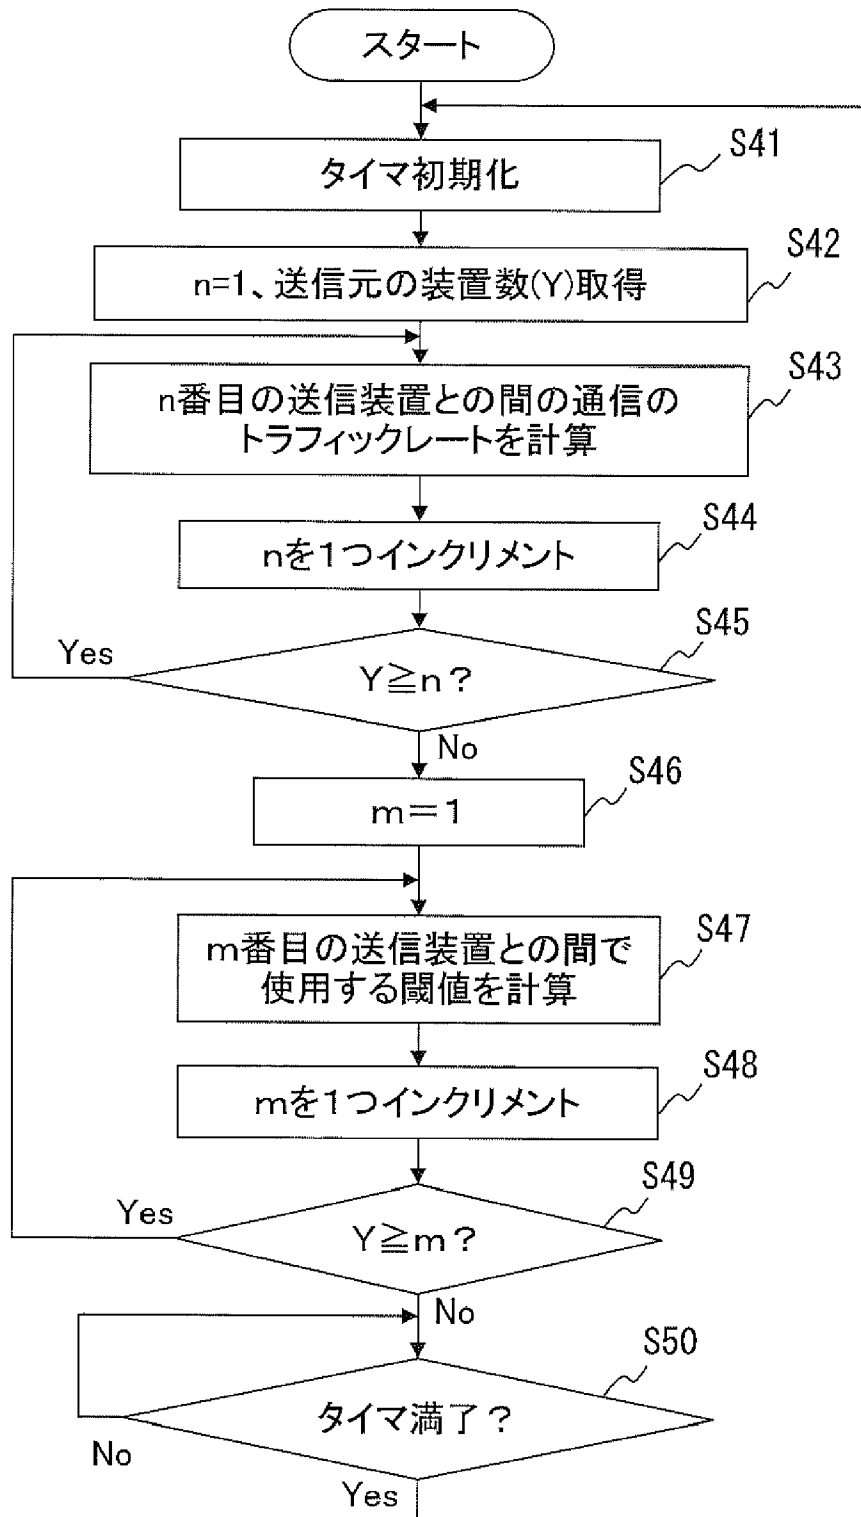 スタート
S41
タイマ初期化
S42
n=1、送信元の装置数(Y)取得
S43
n番目の送信装置との間の通信の
トラフィックレートを計算
S44
nを1つインクリメント
S45
Yes
Y≧n？
No
S46
m＝1
S47
m番目の送信装置との間で
使用する閾値を計算
S48
mを1つインクリメント
S49
Yes
Y≧m？
No
S50
タイマ満了？
No
Yes